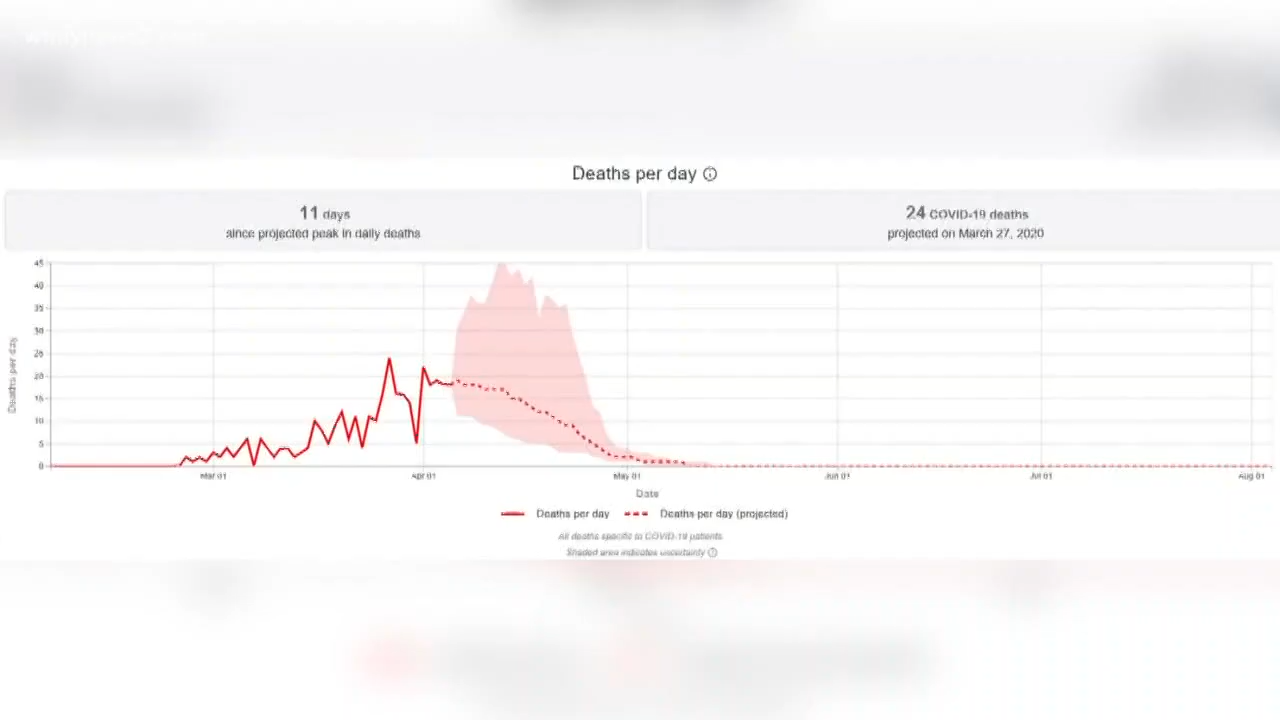 Deaths per day
11 days
since projected peak in daily deaths
24 COVID-19 deaths
projected on March 27, 2020
45
40
35
30
25
20
15
10
5
0
Deaths per day
Mar 01
Apr 01
May 01
Jun 01
Jul 01
Aug 01
Date
Deaths per day
Deaths per day (projected)
All deaths specific to COVID-19 patients.
Shaded area indicates uncertainty